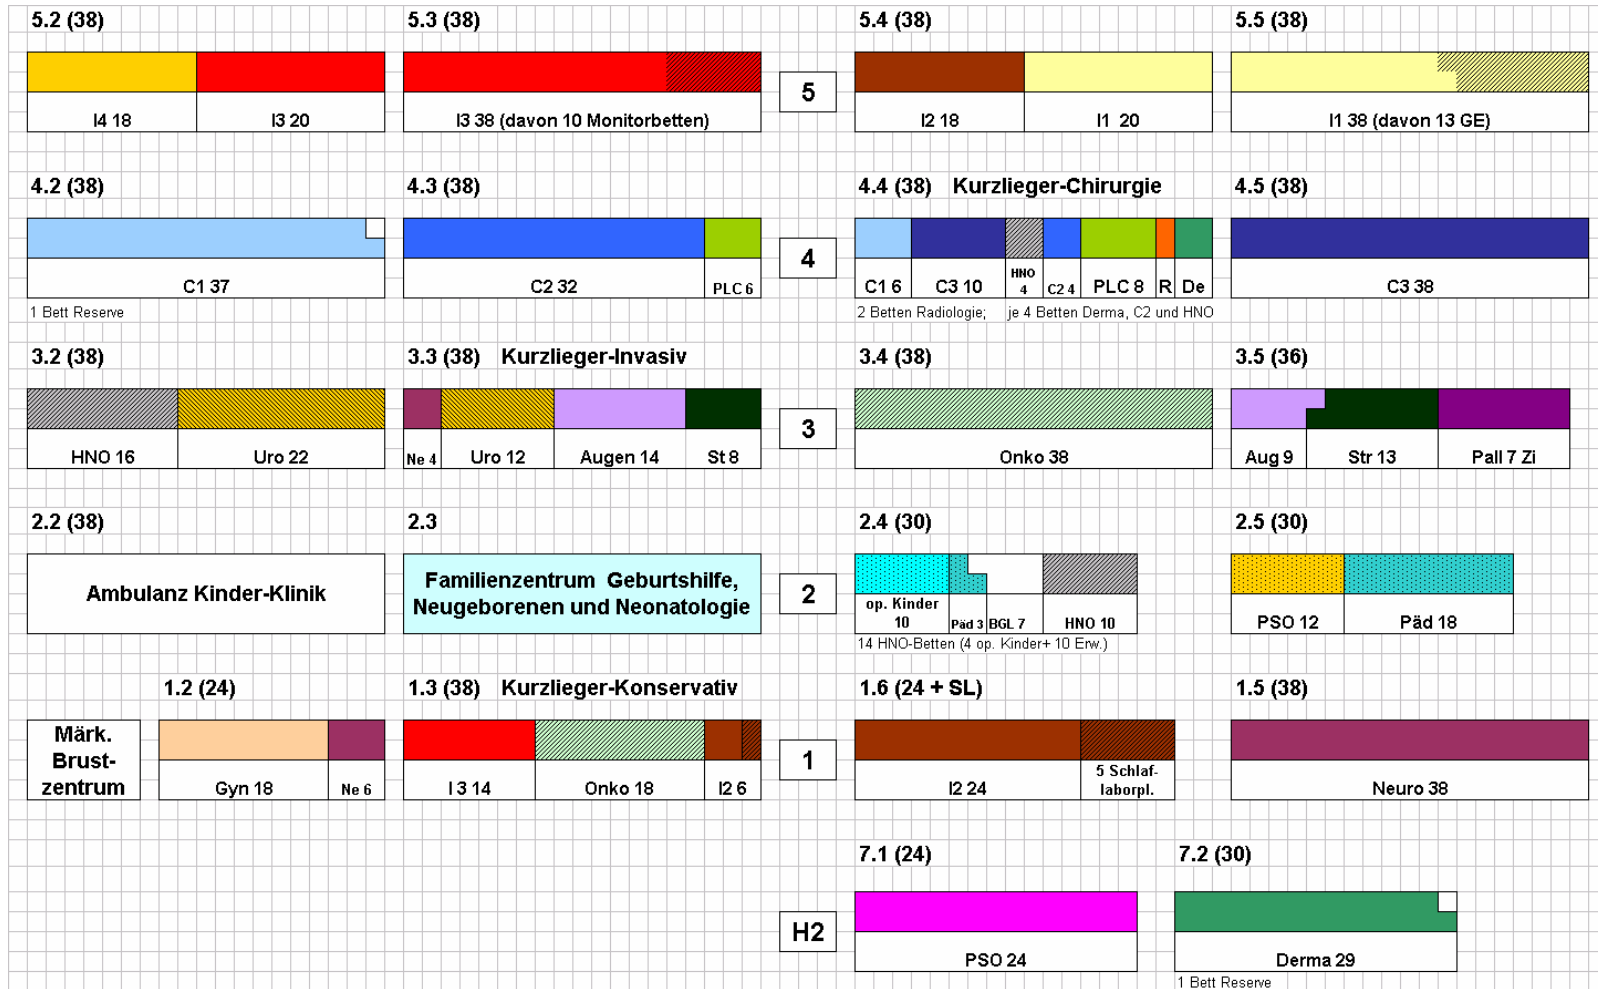 5.2 (38)
5.3 (38)
5.4 (38)
5.5 (38)
5
I4 18
I3 20
I3 38 (davon 10 Monitorbetten)
I2 18
I1 20
I1 38 (davon 13 GE)
4.2 (38)
4.3 (38)
4.4 (38) Kurzlieger-Chirurgie
4.5 (38)
4
C1 37
C2 32
PLC 6
C1 6
C3 10
HNO
4
C2 4
PLC 8
R
De
C3 38
1 Bett Reserve
2 Betten Radiologie; je 4 Betten Derma, C2 und HNO
3.2 (38)
3.3 (38) Kurzlieger-Invasiv
3.4 (38)
3.5 (36)
3
HNO 16
Uro 22
Ne 4
Uro 12
Augen 14
St 8
Onko 38
Aug 9
Str 13
Pall 7 Zi
2.2 (38)
2.3
2.4 (30)
2.5 (30)
Ambulanz Kinder-Klinik
Familienzentrum Geburtshilfe,
Neugeborenen und Neonatologie
2
op. Kinder
10
Päd 3
BGL 7
HNO 10
PSO 12
Päd 18
14 HNO-Betten (4 op. Kinder+ 10 Erw.)
1.2 (24)
1.3 (38) Kurzlieger-Konservativ
1.6 (24 + SL)
1.5 (38)
Märk.
Brust-
zentrum
1
Gyn 18
Ne 6
I 3 14
Onko 18
I2 6
I2 24
5 Schlaf-
laborpl.
Neuro 38
7.1 (24)
7.2 (30)
H2
PSO 24
Derma 29
1 Bett Reserve